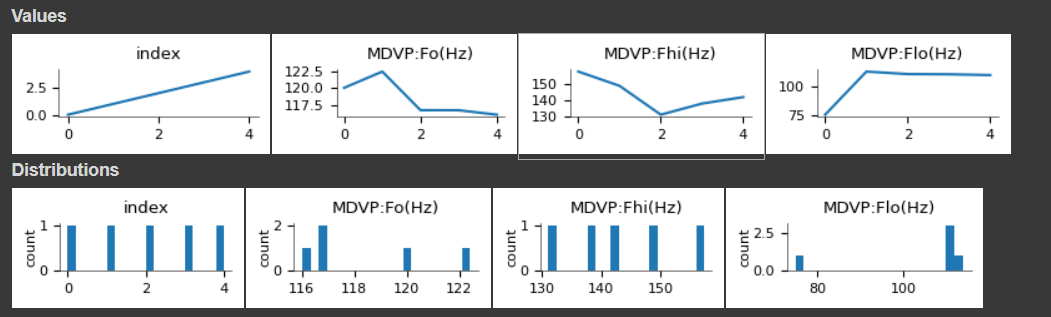 Values
index
2.5
0.0
0 2 4
MDVP:Fo(Hz)
122.5
120.0
117.5
0 2 4
MDVP:Fhi(Hz)
150
140
130
0 2 4
MDVP:Flo(Hz)
100
75
0 2 4
Distributions
index
count
1
0
0 2 4
MDVP:Fo(Hz)
count
2
0
116 118 120 122
MDVP:Fhi(Hz)
count
1
0
130 140 150
MDVP:Flo(Hz)
count
2.5
0.0
80 100